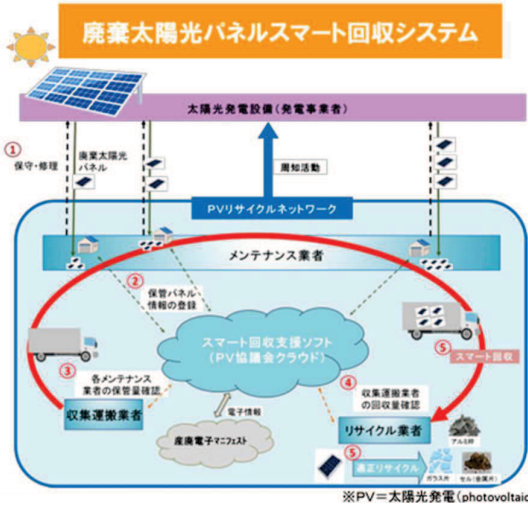 廃棄太陽光パネルスマート回収システム
太陽光発電設備(発電事業者)
①
保守・修理
廃棄太陽光
パネル
周知活動
PVリサイクルネットワーク
メンテナンス業者
②
保管パネル
情報の登録
スマート回収支援ソフト
(PV協議会クラウド)
⑤
スマート回収
③
各メンテナンス
業者の保管量確認
収集運搬業者
④
収集運搬業者
の回収量確認
電子情報
産廃電子マニフェスト
リサイクル業者
アルミ枠
⑤
適正リサイクル
ガラス片
セル(金属片)
※PV=太陽光発電(photovoltaic